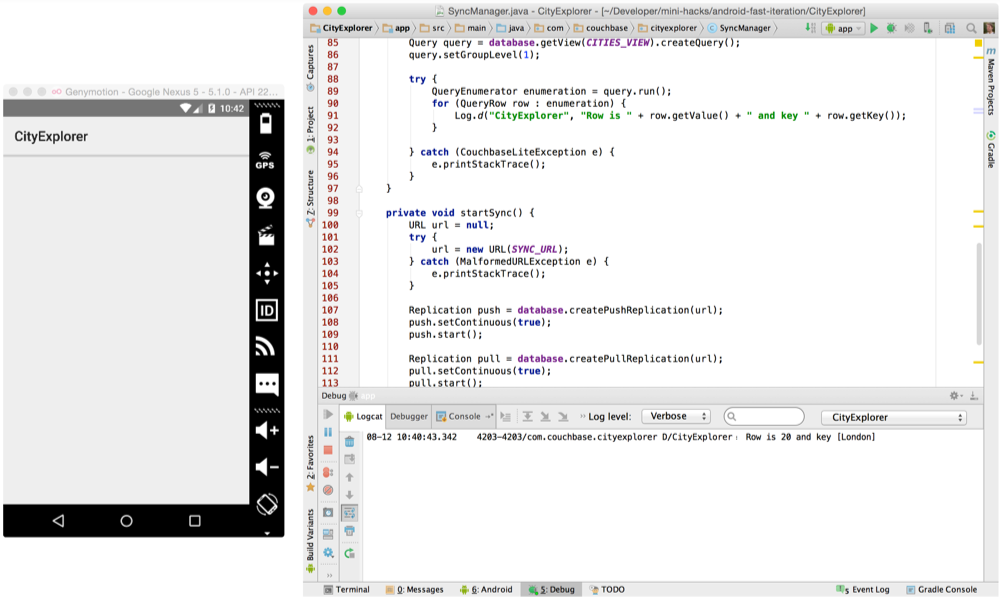 Genymotion - Google Nexus 5 - 5.1.0 - API 22...
10:42
CityExplorer
GPS
ID
SyncManager.java - CityExplorer - [~/Developer/mini-hacks/android-fast-iteration/CityExplorer]
CityExplorer app src main java com couchbase cityexplorer SyncManager app
Captures
1: Project
Z: Structure
2: Favorites
Build Variants
Maven Projects
Gradle
85 Query query = database.getView(CITIES_VIEW).createQuery();
86 query.setGroupLevel(1);
87
88 try {
89 QueryEnumerator enumeration = query.run();
90 for (QueryRow row : enumeration) {
91 Log.d("CityExplorer", "Row is " + row.getValue() + " and key " + row.getKey());
92 }
93
94 } catch (CouchbaseLiteException e) {
95 e.printStackTrace();
96 }
97 }
98
99 private void startSync() {
100 URL url = null;
101 try {
102 url = new URL(SYNC_URL);
103 } catch (MalformedURLException e) {
104 e.printStackTrace();
105 }
106
107 Replication push = database.createPushReplication(url);
108 push.setContinuous(true);
109 push.start();
110
111 Replication pull = database.createPullReplication(url);
112 pull.setContinuous(true);
113 pull.start();
Debug app
Logcat Debugger Console Log level: Verbose CityExplorer
08-12 10:40:43.342 4203-4203/com.couchbase.cityexplorer D/CityExplorer: Row is 20 and key [London]
Terminal 0: Messages 6: Android 5: Debug TODO 5 Event Log Gradle Console